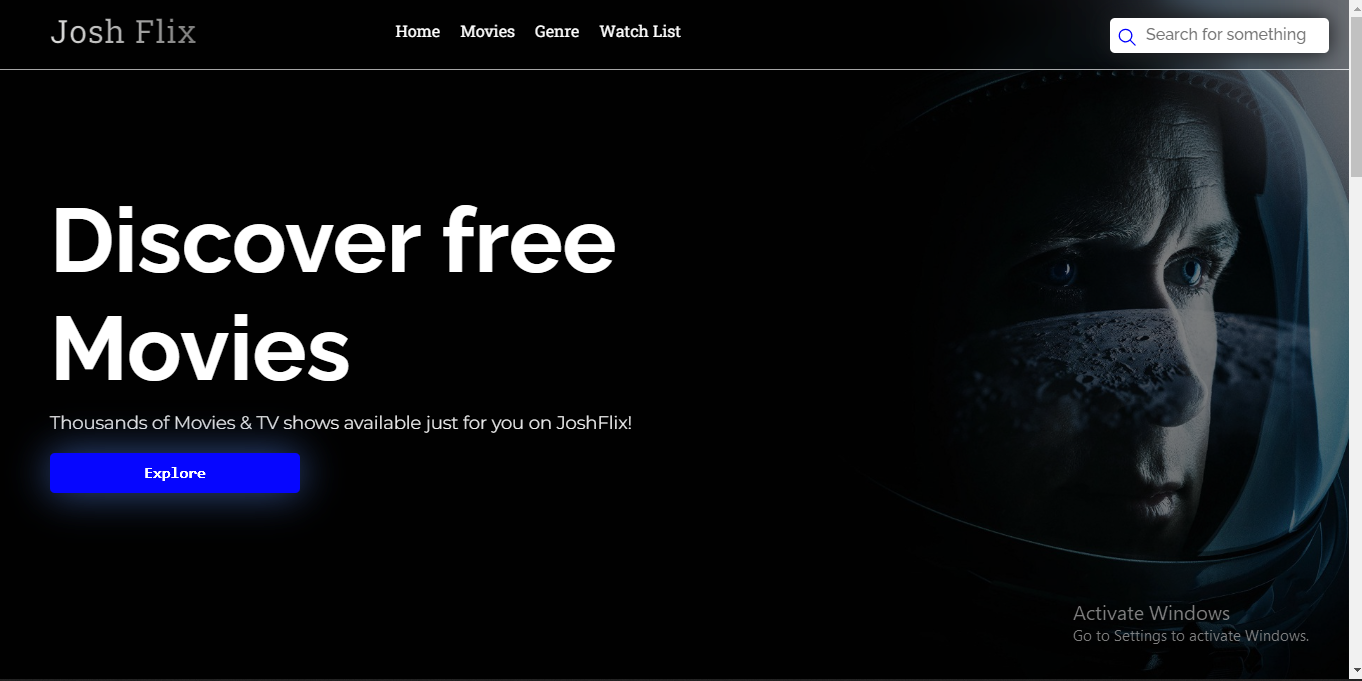 Josh Flix
Home Movies Genre Watch List
Search for something
Discover free
Movies
Thousands of Movies & TV shows available just for you on JoshFlix!
Explore
Activate Windows
Go to Settings to activate Windows.